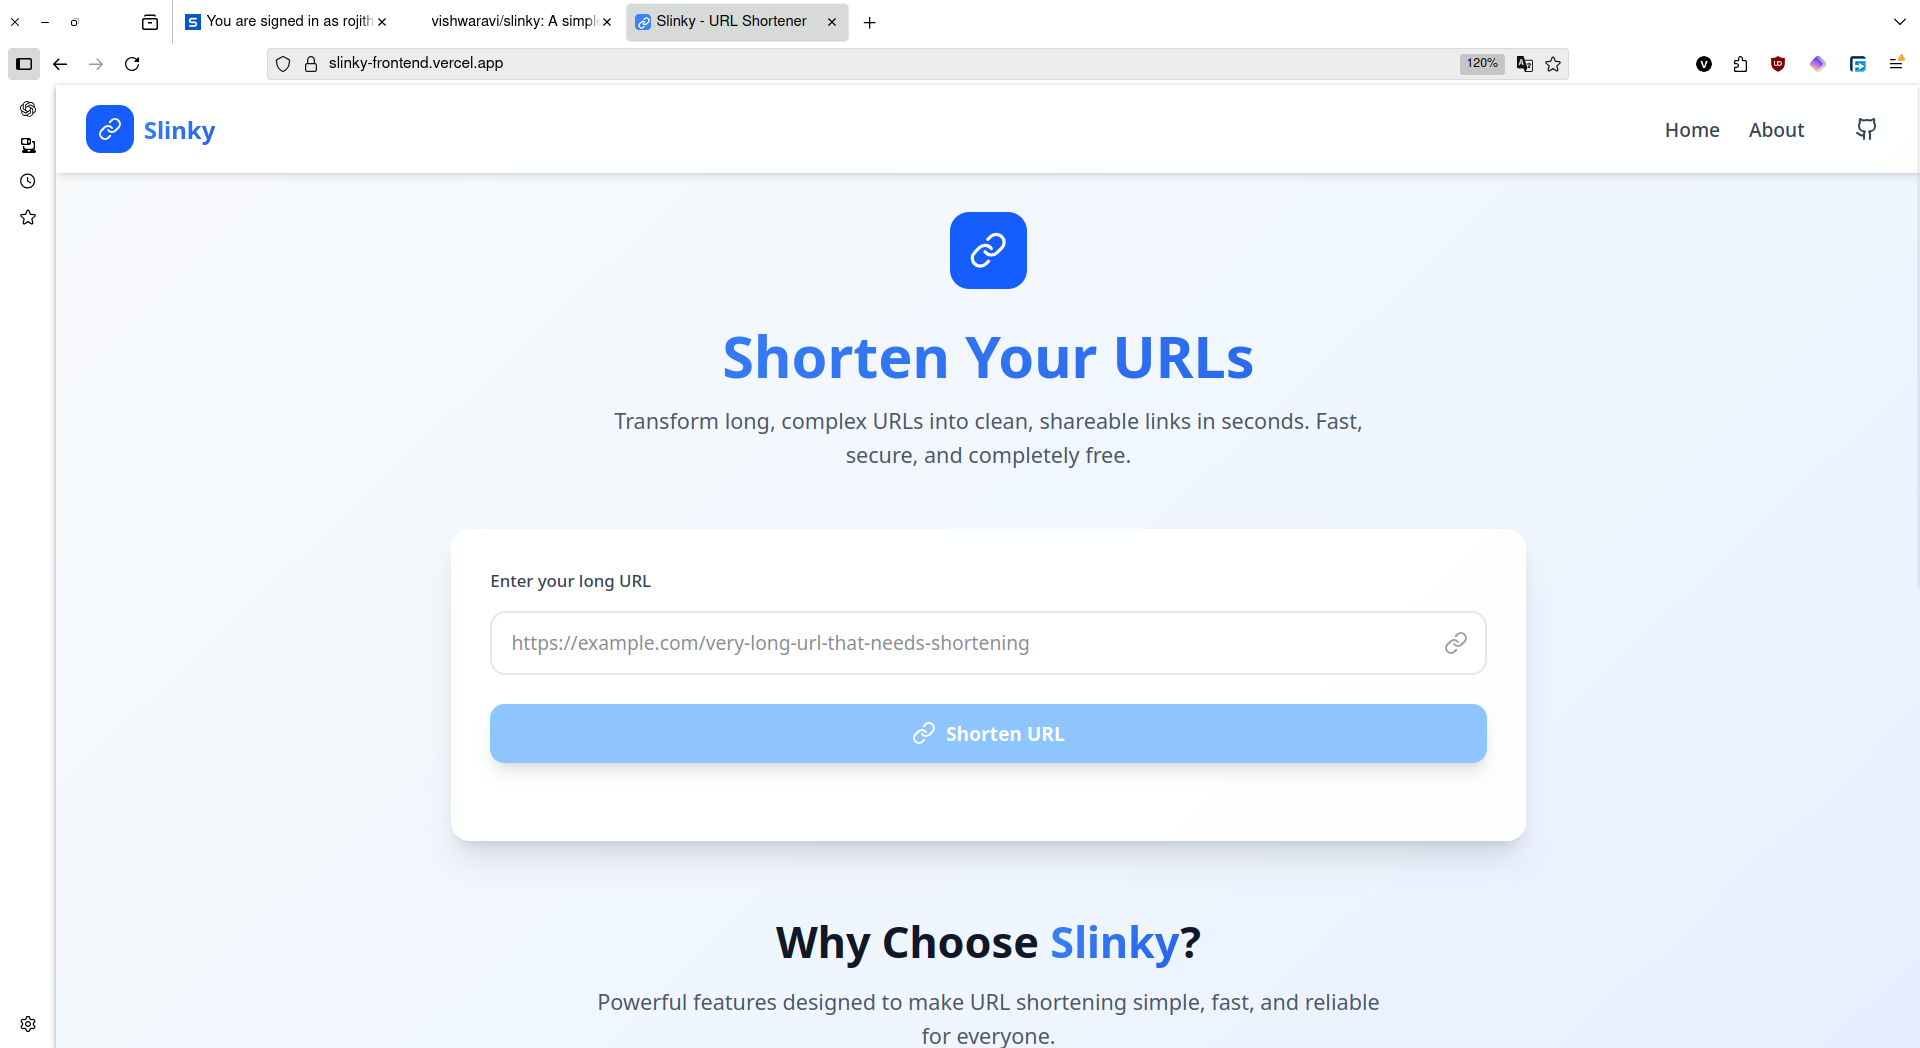 You are signed in as rojith
vishwaravi/slinky: A simpl
Slinky - URL Shortener
slinky-frontend.vercel.app
120%
Slinky
Home
About
Shorten Your URLs
Transform long, complex URLs into clean, shareable links in seconds. Fast,
secure, and completely free.
Enter your long URL
https://example.com/very-long-url-that-needs-shortening
Shorten URL
Why Choose Slinky?
Powerful features designed to make URL shortening simple, fast, and reliable
for everyone.